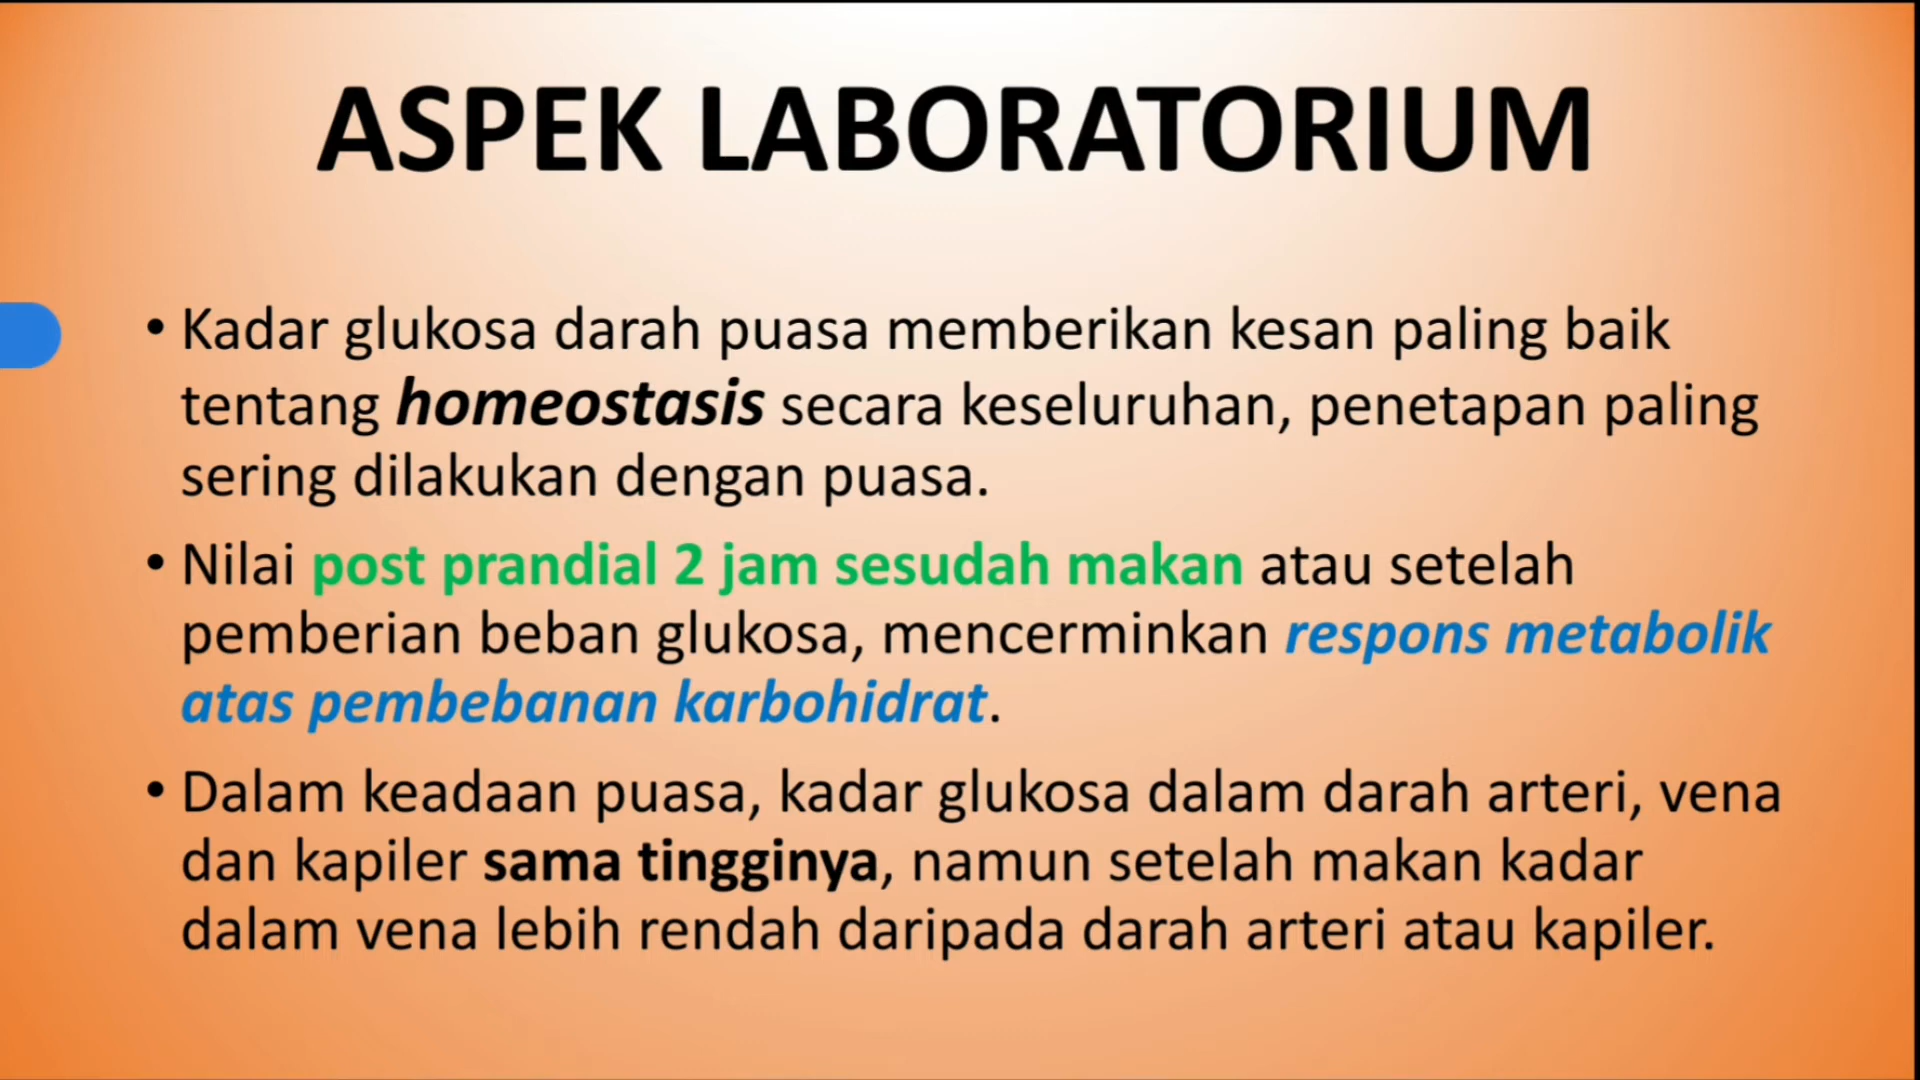 ASPEK LABORATORIUM
• Kadar glukosa darah puasa memberikan kesan paling baik
tentang homeostasis secara keseluruhan, penetapan paling
sering dilakukan dengan puasa.
• Nilai post prandial 2 jam sesudah makan atau setelah
pemberian beban glukosa, mencerminkan respons metabolik
atas pembebanan karbohidrat.
• Dalam keadaan puasa, kadar glukosa dalam darah arteri, vena
dan kapiler sama tingginya, namun setelah makan kadar
dalam vena lebih rendah daripada darah arteri atau kapiler.